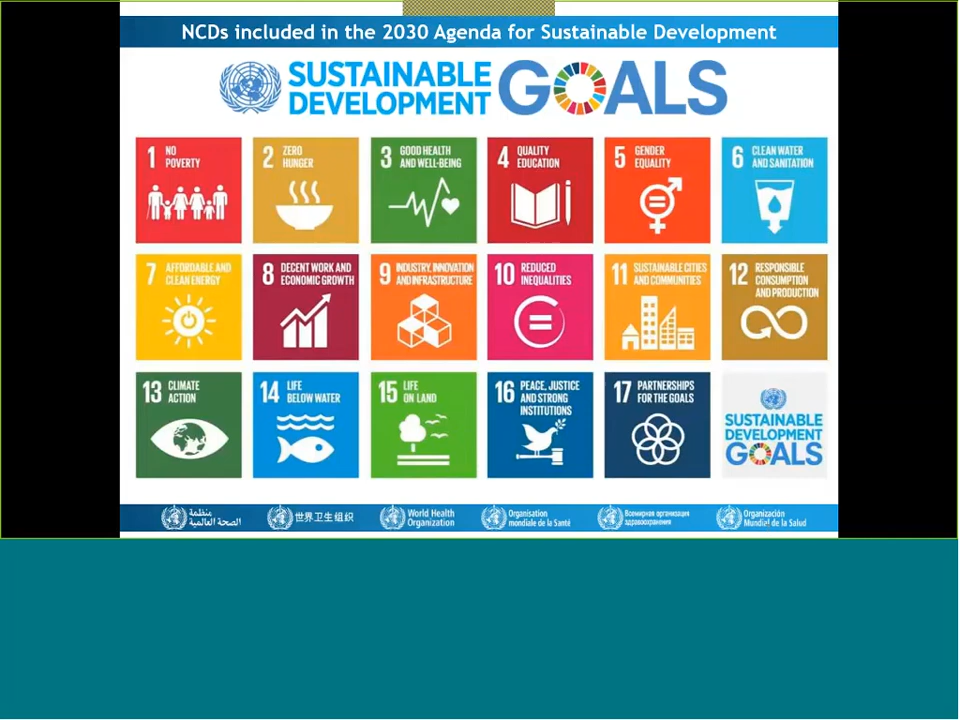 NCDs included in the 2030 Agenda for Sustainable Development
SUSTAINABLE
DEVELOPMENT
GOALS
1 NO
POVERTY
2 ZERO
HUNGER
3 GOOD HEALTH
AND WELL-BEING
4 QUALITY
EDUCATION
5 GENDER
EQUALITY
6 CLEAN WATER
AND SANITATION
7 AFFORDABLE AND
CLEAN ENERGY
8 DECENT WORK AND
ECONOMIC GROWTH
9 INDUSTRY, INNOVATION
AND INFRASTRUCTURE
10 REDUCED
INEQUALITIES
11 SUSTAINABLE CITIES
AND COMMUNITIES
12 RESPONSIBLE
CONSUMPTION
AND PRODUCTION
13 CLIMATE
ACTION
14 LIFE
BELOW WATER
15 LIFE
ON LAND
16 PEACE, JUSTICE
AND STRONG
INSTITUTIONS
17 PARTNERSHIPS
FOR THE GOALS
SUSTAINABLE
DEVELOPMENT
GOALS
منظمة
الصحة العالمية
世界卫生组织
World Health
Organization
Organisation
mondiale de la Santé
Всемирная организация
здравоохранения
Organización
Mundial de la Salud